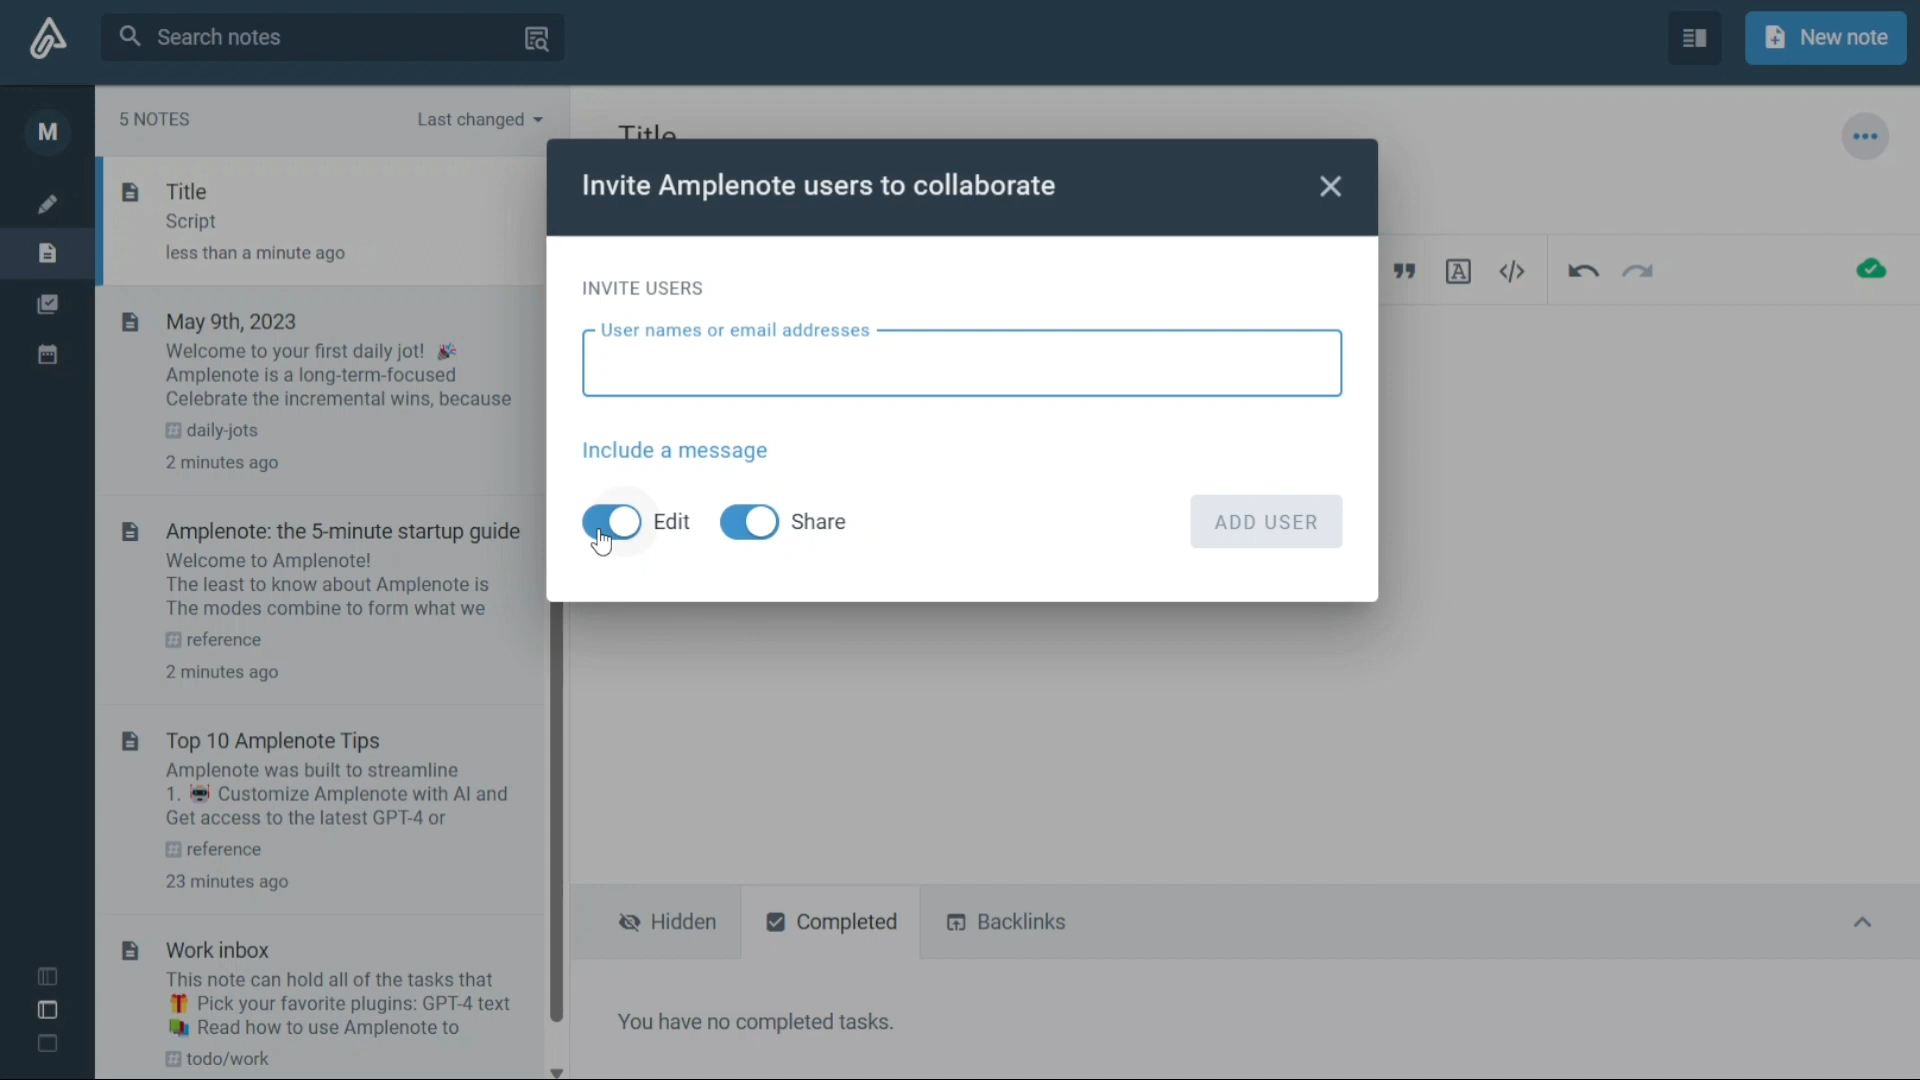 Search notes
New note
M
5 NOTES
Last changed
Title
Script
less than a minute ago
May 9th, 2023
Welcome to your first daily jot! 🎉
Amplenote is a long-term-focused
Celebrate the incremental wins, because
daily-jots
2 minutes ago
Amplenote: the 5-minute startup guide
Welcome to Amplenote!
The least to know about Amplenote is
The modes combine to form what we
reference
2 minutes ago
Top 10 Amplenote Tips
Amplenote was built to streamline
1. 🤖 Customize Amplenote with AI and
Get access to the latest GPT-4 or
reference
23 minutes ago
Work inbox
This note can hold all of the tasks that
🎁 Pick your favorite plugins: GPT-4 text
Read how to use Amplenote to
todo/work
Title
Invite Amplenote users to collaborate
INVITE USERS
User names or email addresses
Include a message
Edit
Share
ADD USER
Hidden
Completed
Backlinks
You have no completed tasks.